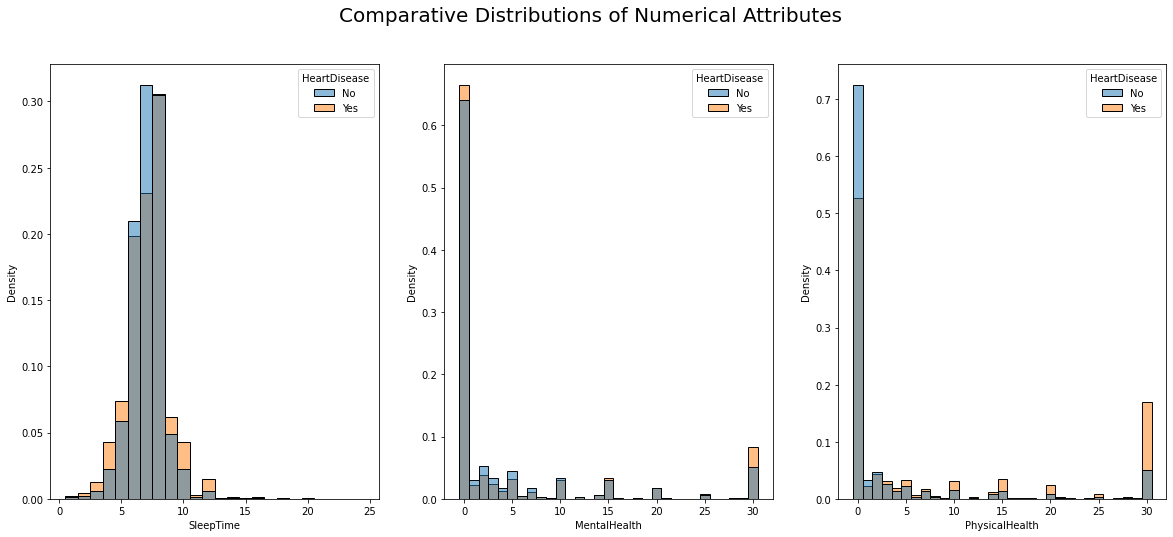 Comparative Distributions of Numerical Attributes
HeartDisease
No
Yes
0.30
0.25
0.20
0.15
0.10
0.05
0.00
Density
0 5 10 15 20 25
SleepTime
HeartDisease
No
Yes
0.6
0.5
0.4
0.3
0.2
0.1
0.0
Density
0 5 10 15 20 25 30
MentalHealth
HeartDisease
No
Yes
0.7
0.6
0.5
0.4
0.3
0.2
0.1
0.0
Density
0 5 10 15 20 25 30
PhysicalHealth